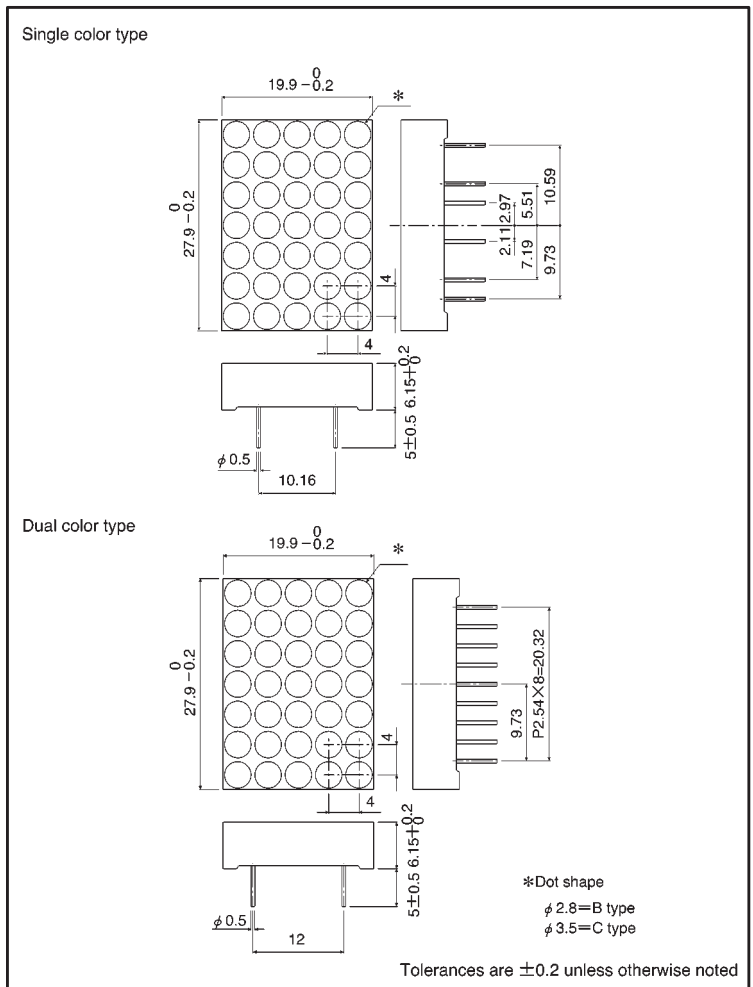 Single color type
19.9 −0.2 0
*
27.9 −0.2 0
10.59
5.51
2.97
2.11
7.19
9.73
4
4
6.15+0.2 0
5±0.5
φ0.5
10.16
Dual color type
19.9 −0.2 0
*
27.9 −0.2 0
P2.54×8=20.32
9.73
4
4
6.15+0.2 0
5±0.5
φ0.5
12
*Dot shape
φ2.8=B type
φ3.5=C type
Tolerances are ±0.2 unless otherwise noted